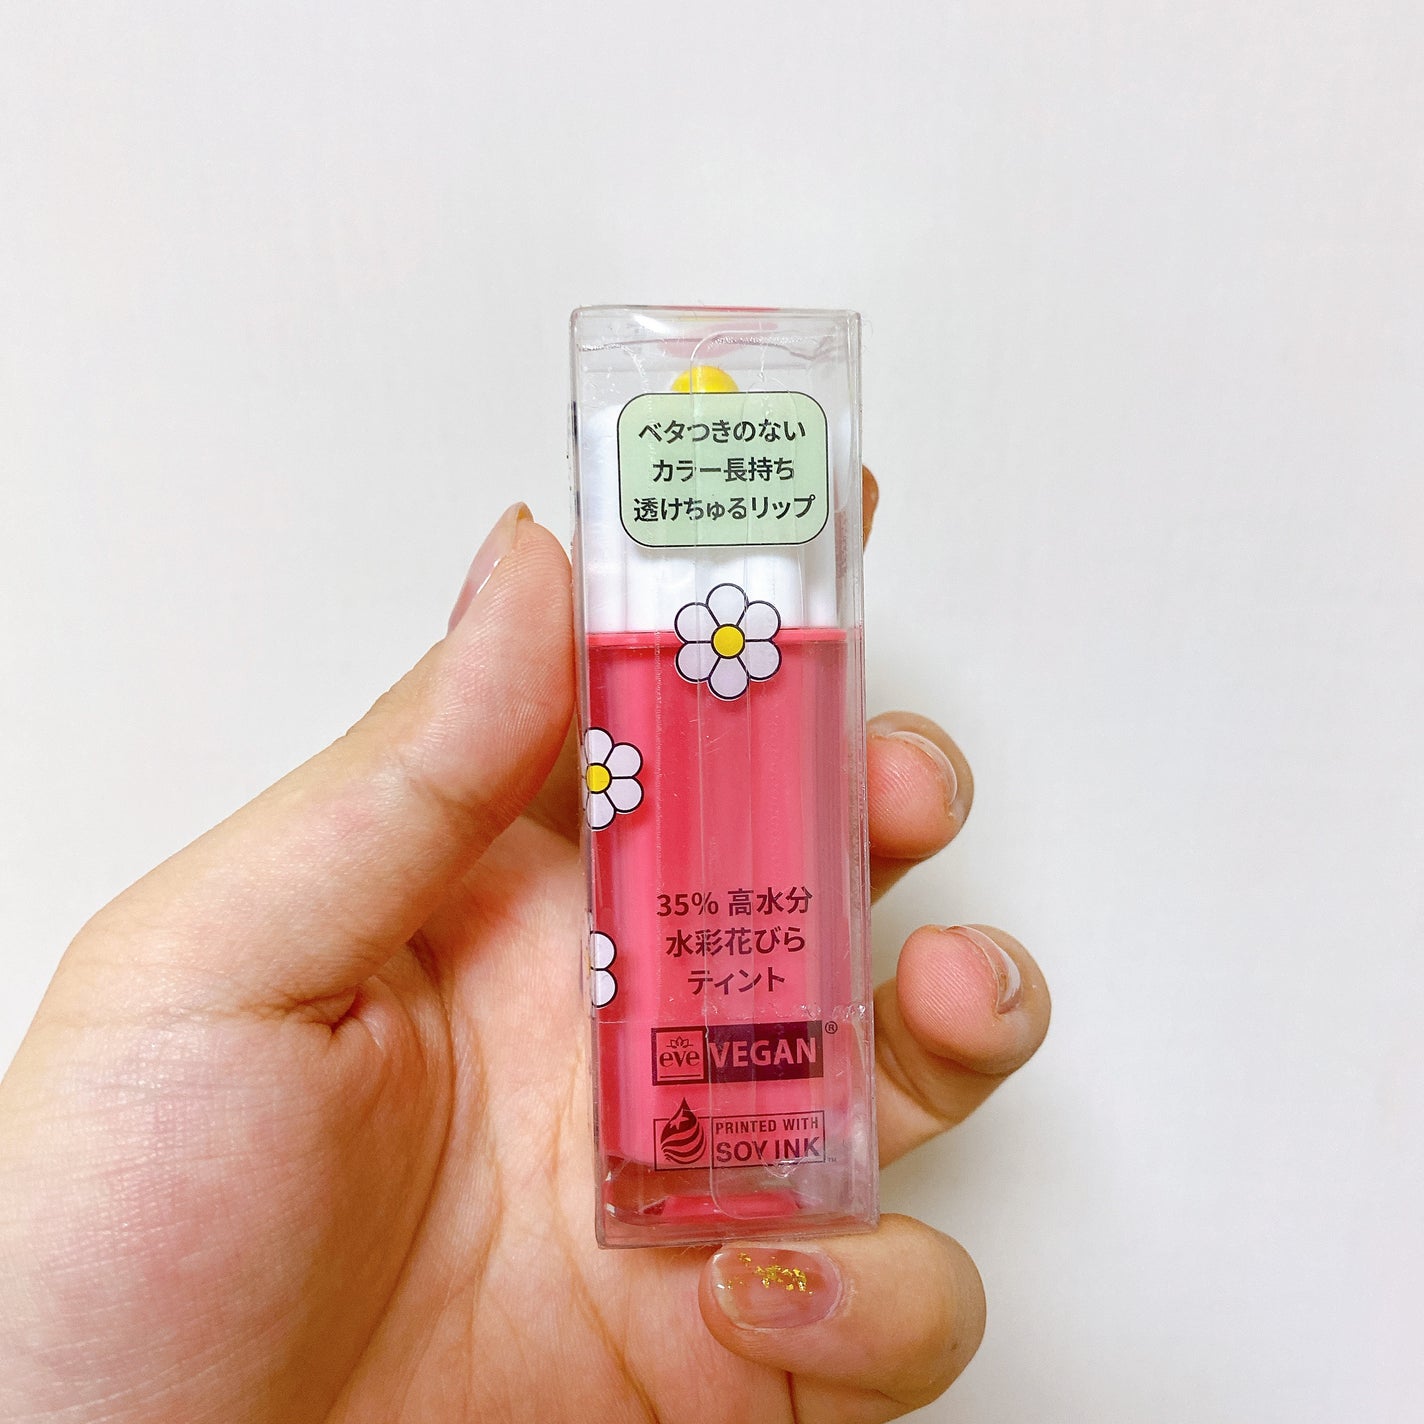 ベタつきのない
カラー長持ち
透けちゅるリップ
35% 高水分
水彩花びら
ティント
eve VEGAN®
PRINTED WITH
SOY INK™